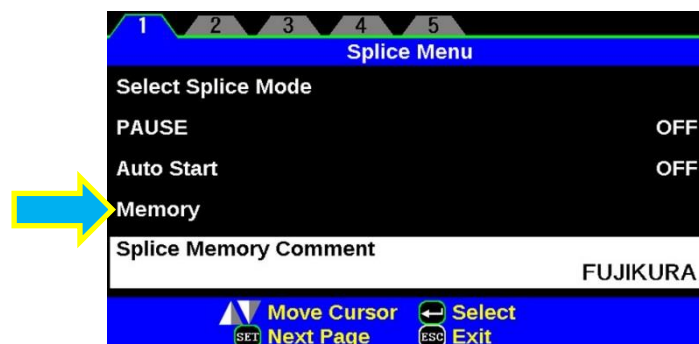 1 2 3 4 5
Splice Menu
Select Splice Mode
PAUSE OFF
Auto Start OFF
Memory
Splice Memory Comment
FUJIKURA
Move Cursor Select
SET Next Page ESC Exit